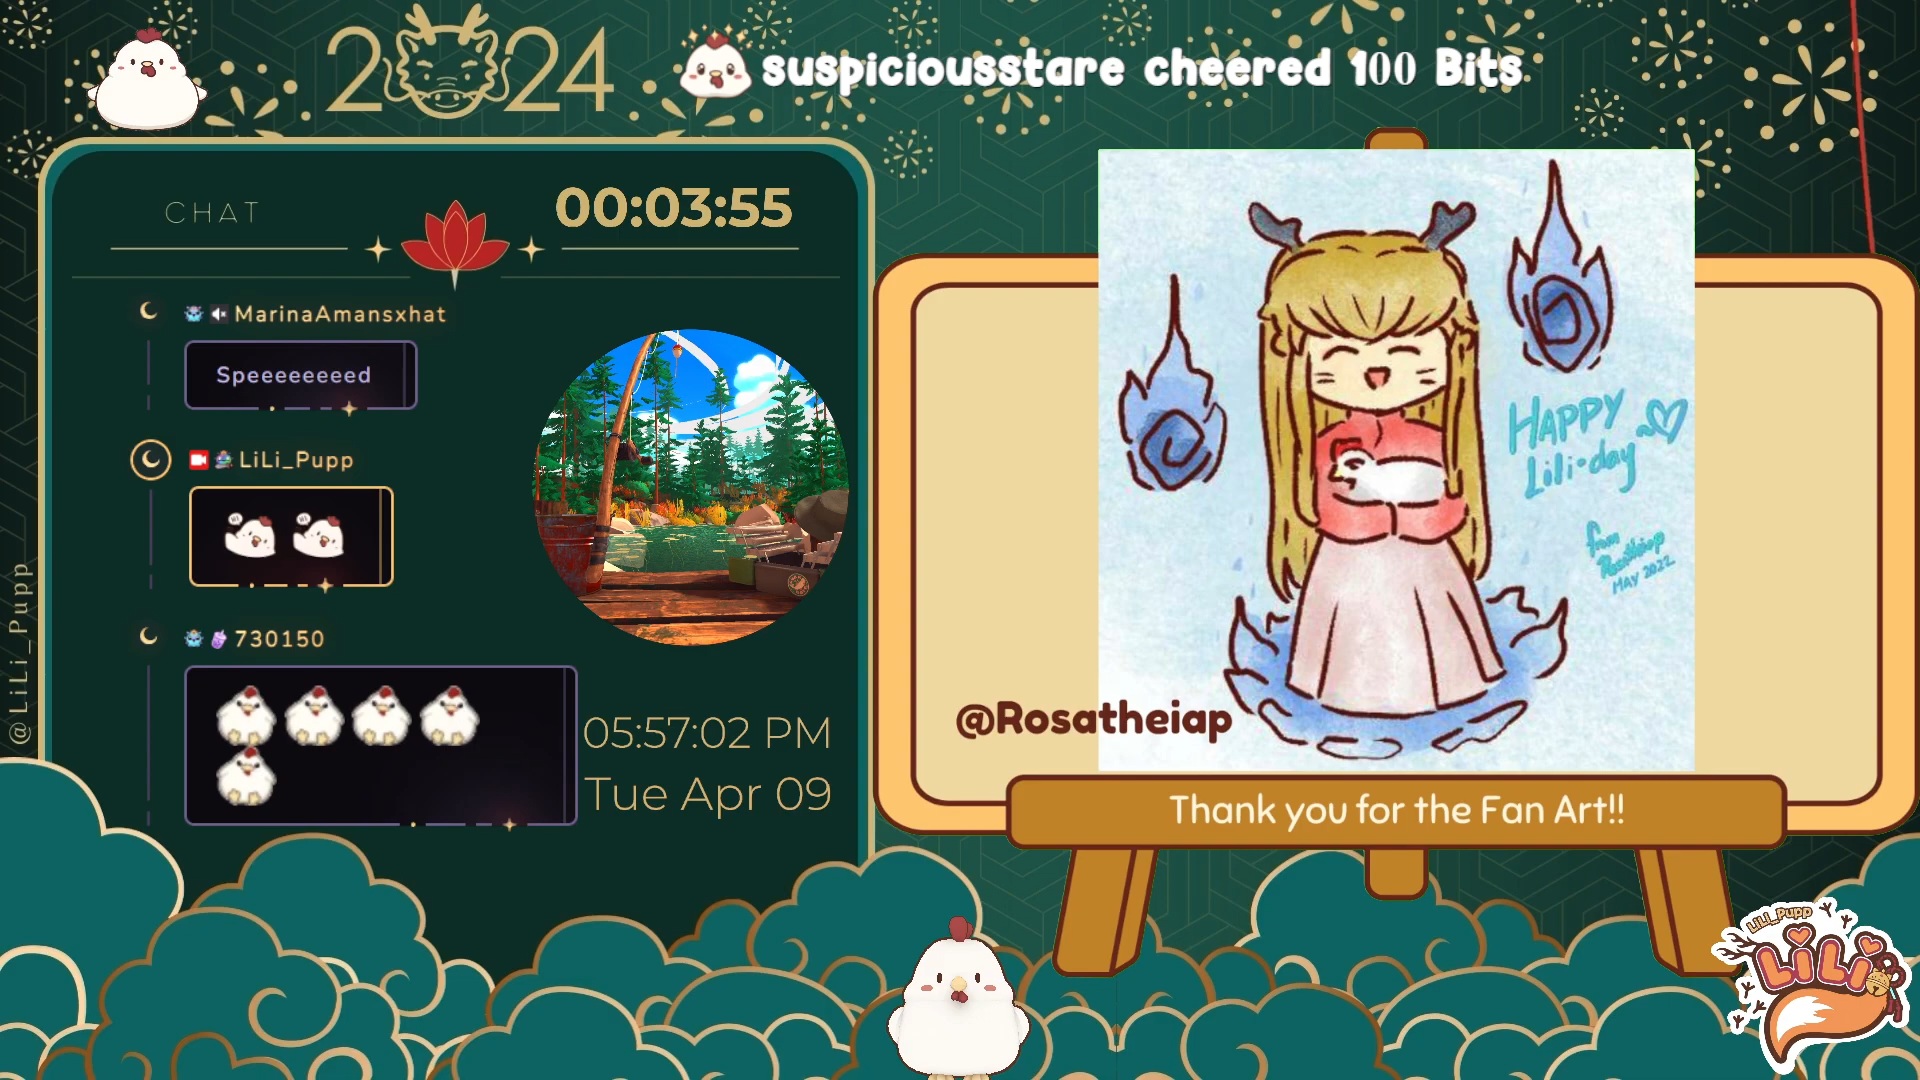 2024
suspiciousstare cheered 100 Bits
CHAT
00:03:55
MarinaAmansxhat
Speeeeeeeed
LiLi_Pupp
730150
05:57:02 PM
Tue Apr 09
@LiLi_Pupp
HAPPY
Lili•day
from
Rosatheiap
MAY 2022
@Rosatheiap
Thank you for the Fan Art!!
LiLi_Pupp
LiLi